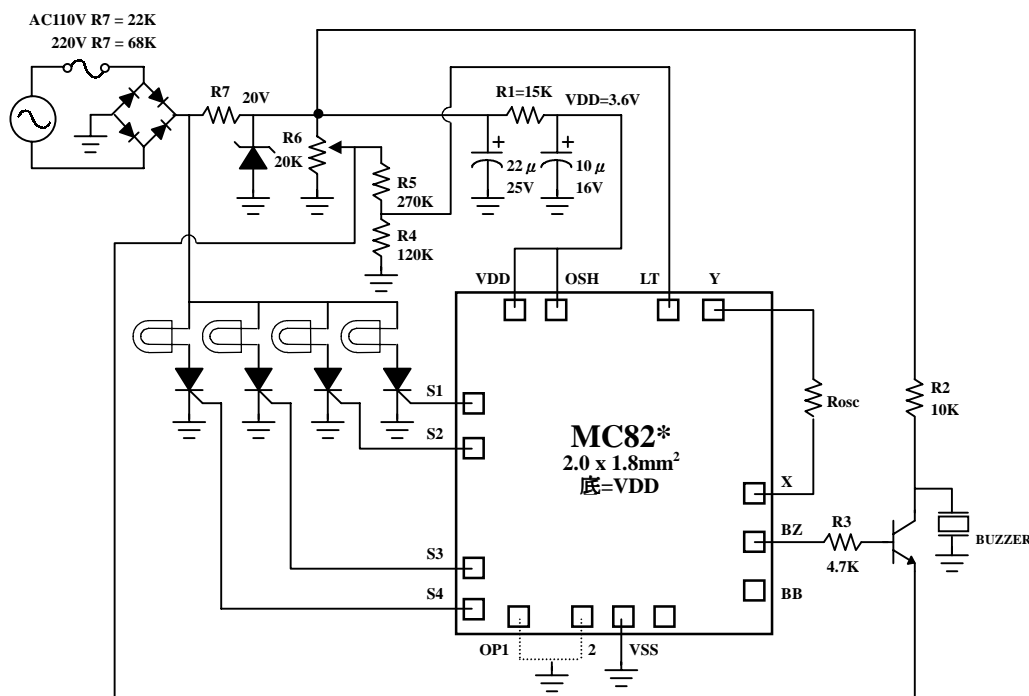 AC110V R7 = 22K
220V R7 = 68K
R7
20V
R6
20K
R5
270K
R4
120K
R1=15K
VDD=3.6V
+
22 μ
25V
+
10 μ
16V
VDD
OSH
LT
Y
S1
S2
S3
S4
MC82*
2.0 x 1.8mm²
底=VDD
Rosc
X
BZ
BB
R3
4.7K
R2
10K
BUZZER
OP1
2
VSS